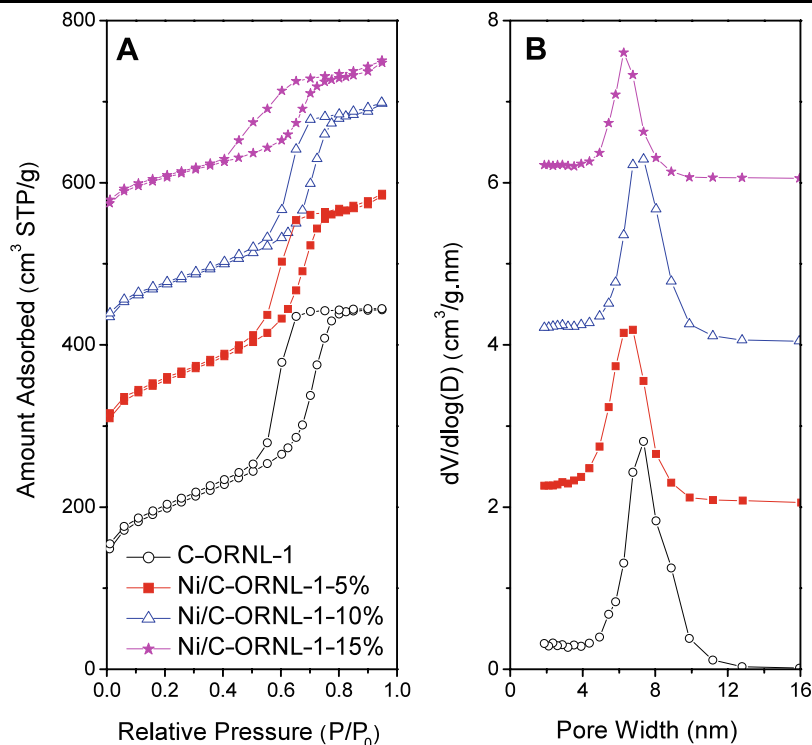 A
B
Amount Adsorbed (cm³ STP/g)
800
600
400
200
0
0.0 0.2 0.4 0.6 0.8 1.0
Relative Pressure (P/P₀)
C-ORNL-1
Ni/C-ORNL-1-5%
Ni/C-ORNL-1-10%
Ni/C-ORNL-1-15%
dV/dlog(D) (cm³/g.nm)
8
6
4
2
0
0 4 8 12 16
Pore Width (nm)